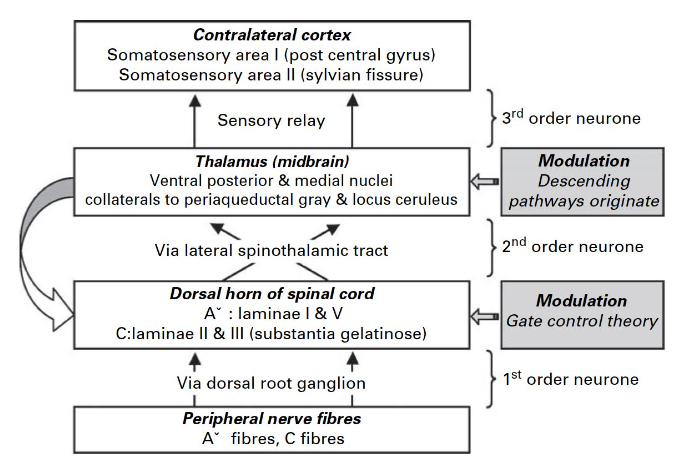 Contralateral cortex
Somatosensory area I (post central gyrus)
Somatosensory area II (sylvian fissure)
Sensory relay
3rd order neurone
Thalamus (midbrain)
Ventral posterior & medial nuclei
collaterals to periaqueductal gray & locus ceruleus
Modulation
Descending
pathways originate
Via lateral spinothalamic tract
2nd order neurone
Dorsal horn of spinal cord
Aˇ : laminae I & V
C:laminae II & III (substantia gelatinose)
Modulation
Gate control theory
Via dorsal root ganglion
1st order neurone
Peripheral nerve fibres
Aˇ fibres, C fibres